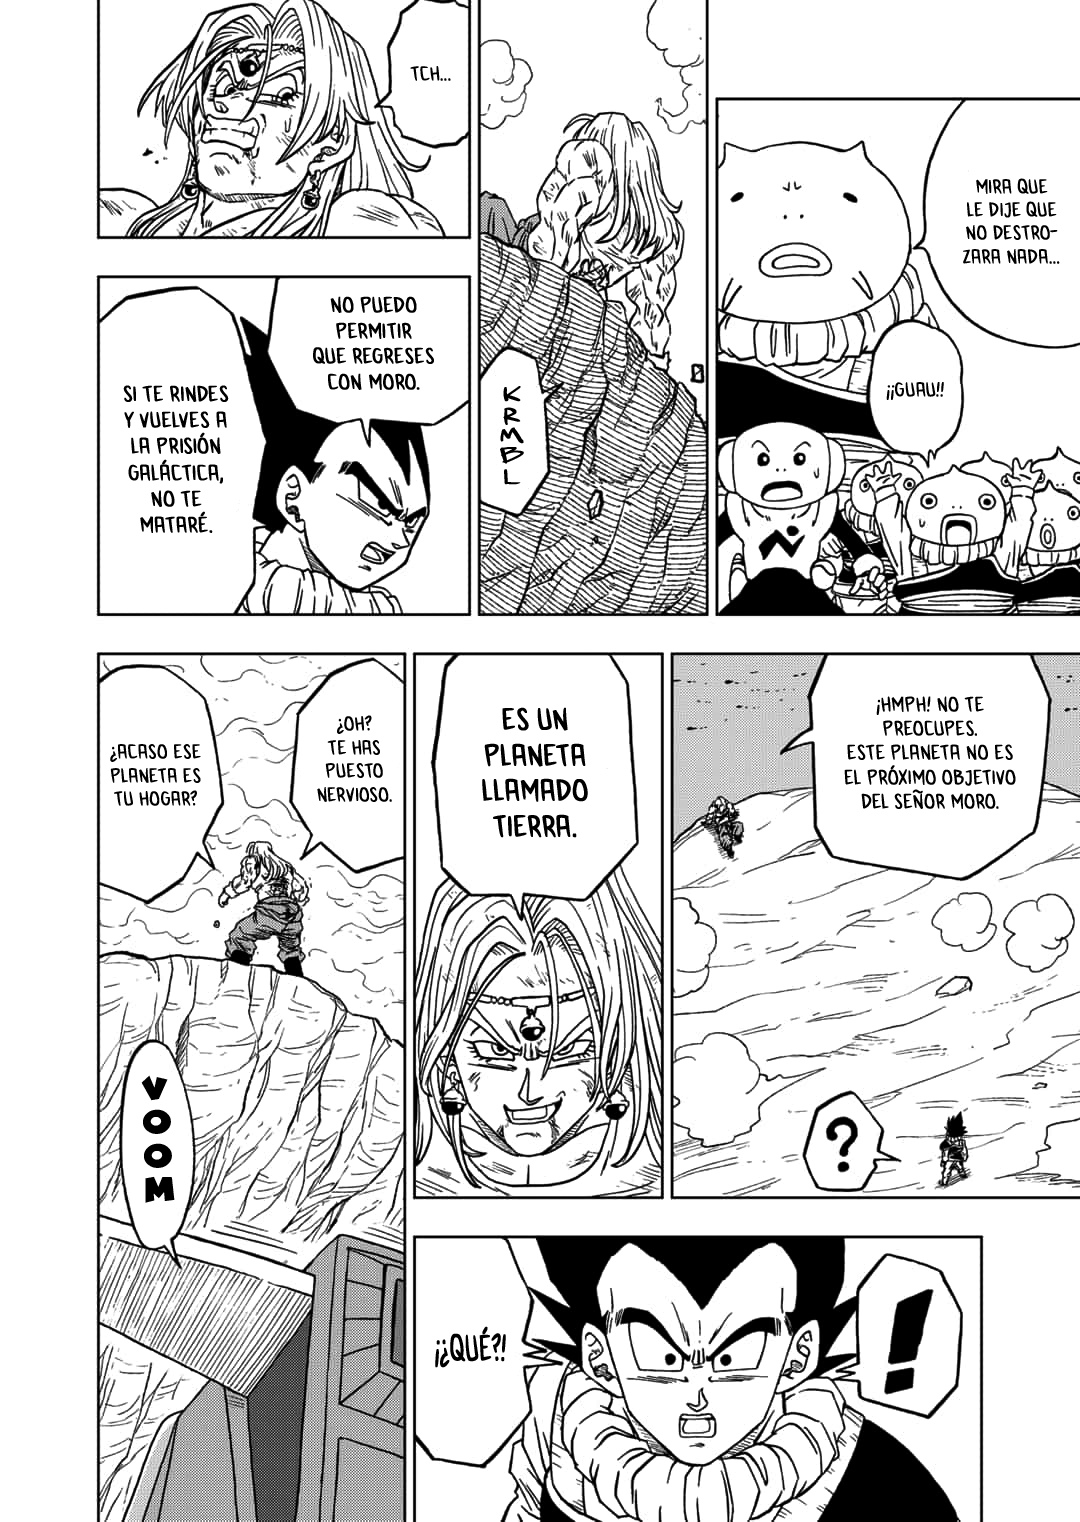 MIRA QUE
LE DIJE QUE
NO DESTRO-
ZARA NADA...
¡¡GUAU!!
KRMBL
TCH...
NO PUEDO
PERMITIR
QUE REGRESES
CON MORO.
SI TE RINDES
Y VUELVES A
LA PRISIÓN
GALÁCTICA,
NO TE
MATARÉ.
¡HMPH! NO TE
PREOCUPES.
ESTE PLANETA NO ES
EL PRÓXIMO OBJETIVO
DEL SEÑOR MORO.
?
ES UN
PLANETA
LLAMADO
TIERRA.
¿OH?
TE HAS
PUESTO
NERVIOSO.
¿ACASO ESE
PLANETA ES
TU HOGAR?
VOOM
!
¡¿QUÉ?!